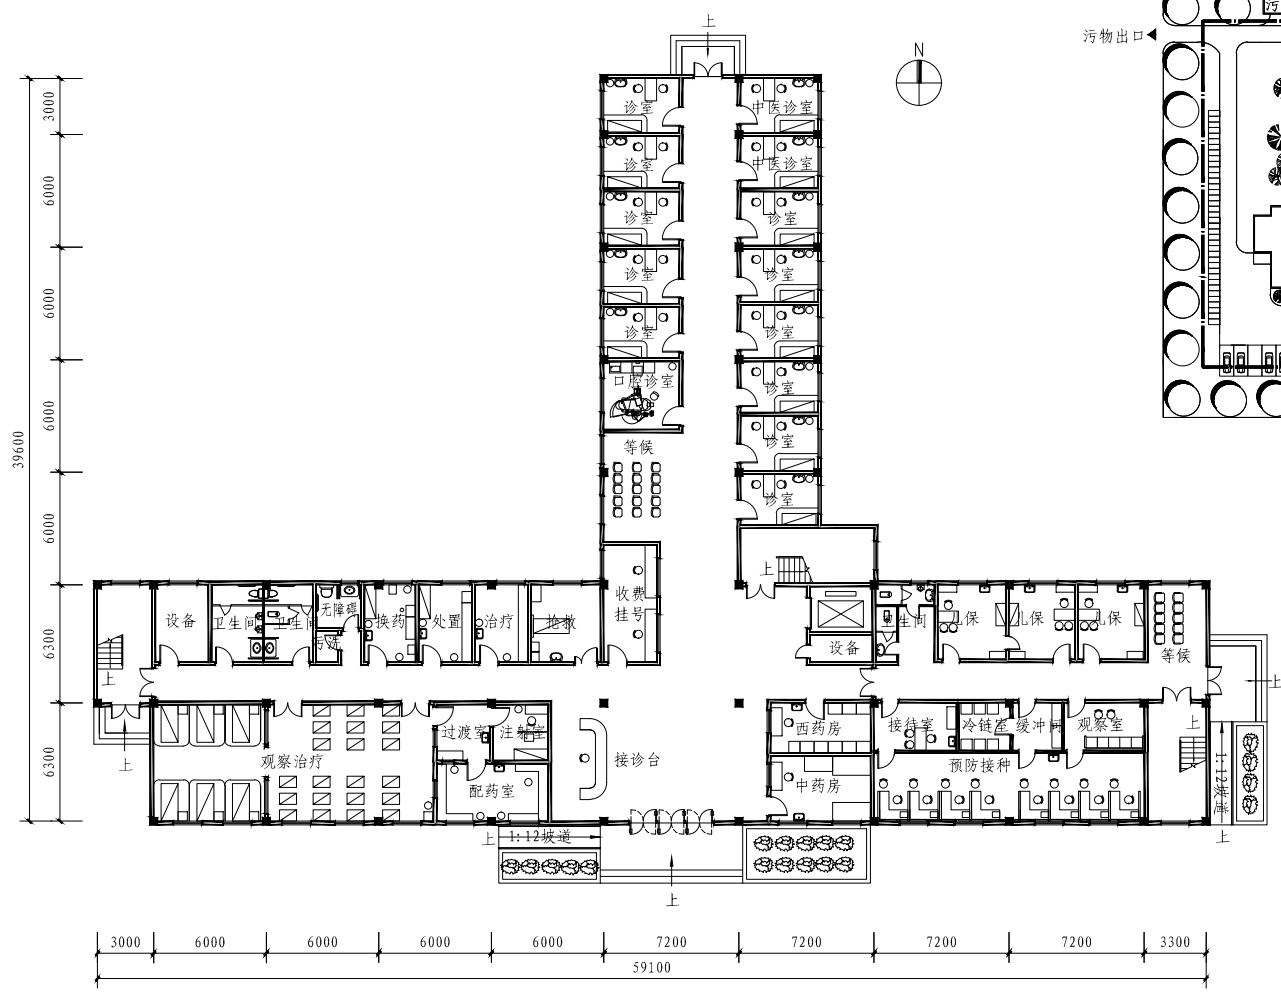 上
N
污物出口
污
3000
诊室
中医诊室
诊室
中医诊室
6000
诊室
诊室
6000
诊室
诊室
诊室
诊室
6000
口腔诊室
诊室
39600
等候
诊室
6000
诊室
上
6300
设备
卫生间
卫生间
无障碍
污洗
换药
处置
治疗
抢救
收费
挂号
设备
卫生间
儿保
儿保
儿保
等候
上
上
6300
上
观察治疗
过渡室
注射室
配药室
接诊台
西药房
中药房
接待室
冷链室
缓冲间
观察室
预防接种
上
1:12坡道
上
1:12坡道
上
上
3000
6000
6000
6000
6000
7200
7200
7200
7200
3300
59100